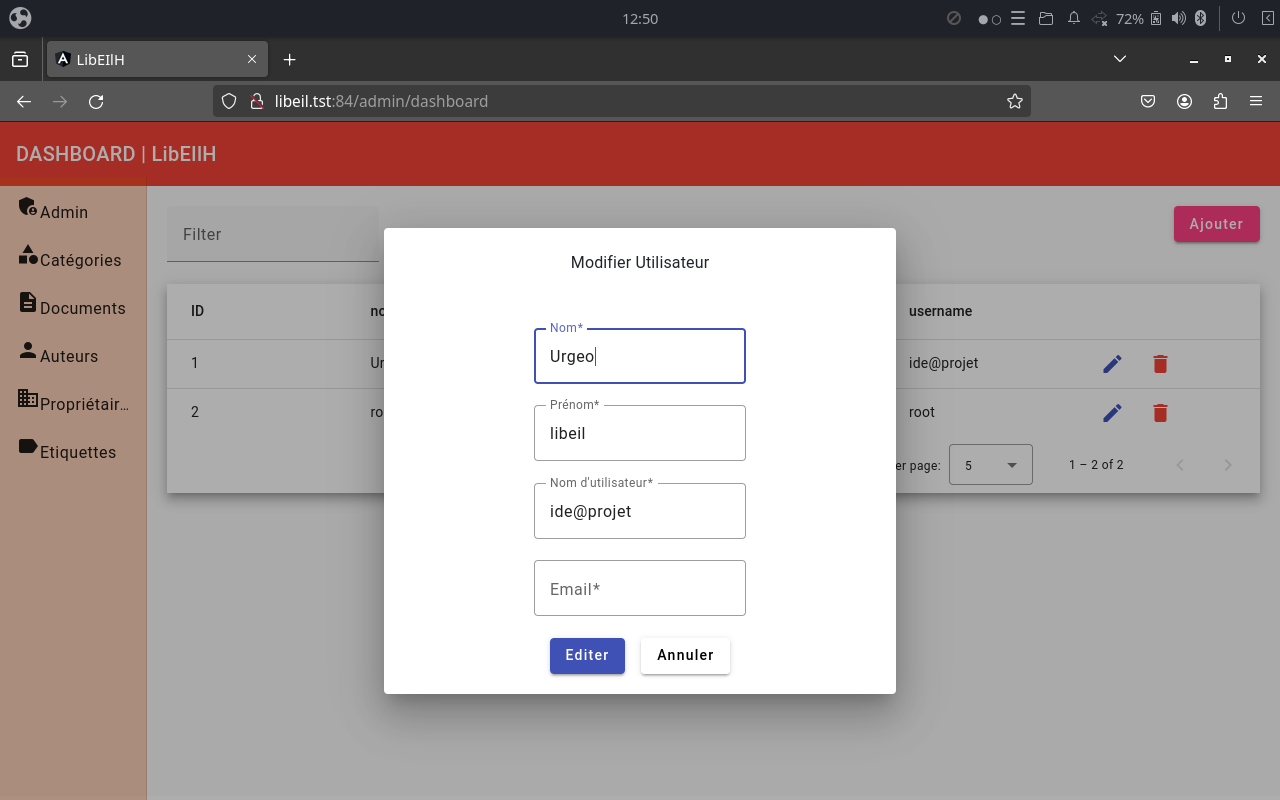 12:50
72%
LibEIlH
libeil.tst:84/admin/dashboard
DASHBOARD | LibEIlH
Admin
Catégories
Documents
Auteurs
Propriétair...
Etiquettes
Filter
Ajouter
ID no username
1 Ur ide@projet
2 ro root
er page: 5 1 – 2 of 2
Modifier Utilisateur
Nom*
Urgeo
Prénom*
libeil
Nom d'utilisateur*
ide@projet
Email*
Editer Annuler